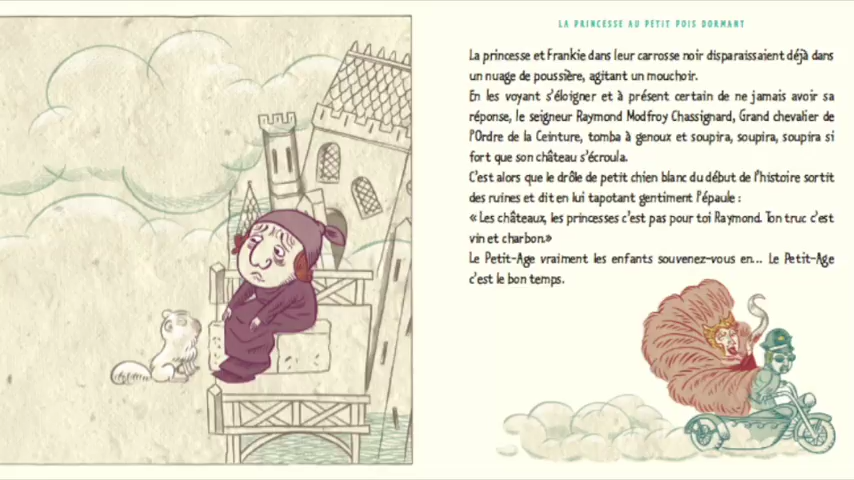 LA PRINCESSE AU PETIT POIS DORMANT
La princesse et Frankie dans leur carrosse noir disparaissaient déjà dans
un nuage de poussière, agitant un mouchoir.
En les voyant s'éloigner et à présent certain de ne jamais avoir sa
réponse, le seigneur Raymond Modfroy Chassignard, Grand chevalier de
l'Ordre de la Ceinture, tomba à genoux et soupira, soupira, soupira si
fort que son château s'écroula.
C'est alors que le drôle de petit chien blanc du début de l'histoire sortit
des ruines et dit en lui tapotant gentiment l'épaule :
« Les châteaux, les princesses c'est pas pour toi Raymond. Ton truc c'est
vin et charbon.»
Le Petit-Age vraiment les enfants souvenez-vous en... Le Petit-Age
c'est le bon temps.